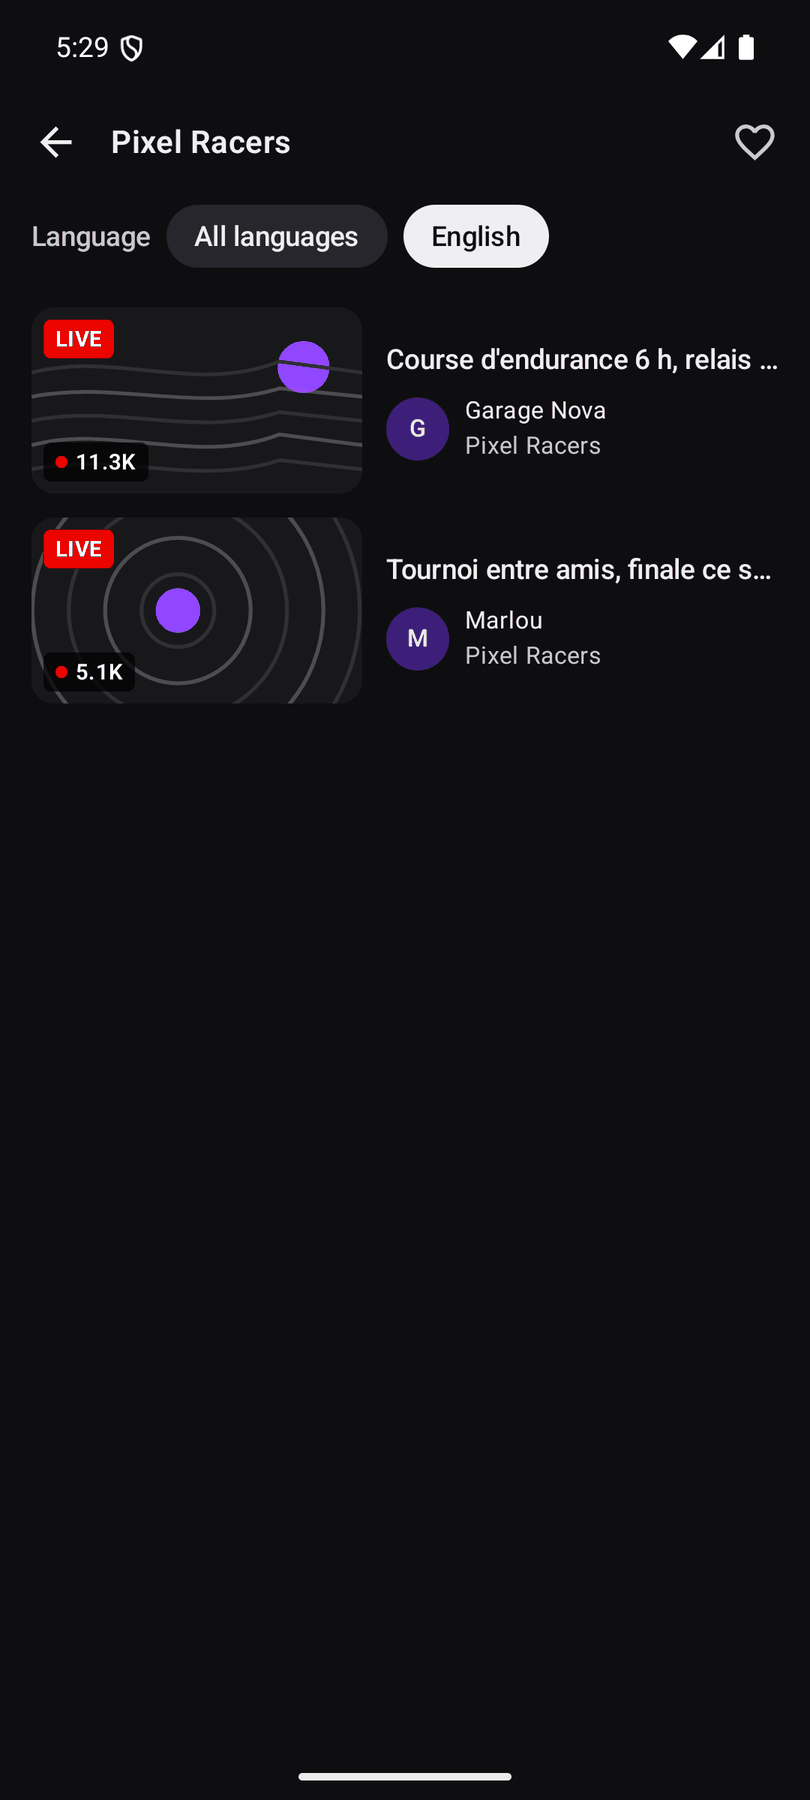 5:29
Pixel Racers
Language
All languages
English
LIVE
11.3K
Course d'endurance 6 h, relais ...
G
Garage Nova
Pixel Racers
LIVE
5.1K
Tournoi entre amis, finale ce s...
M
Marlou
Pixel Racers